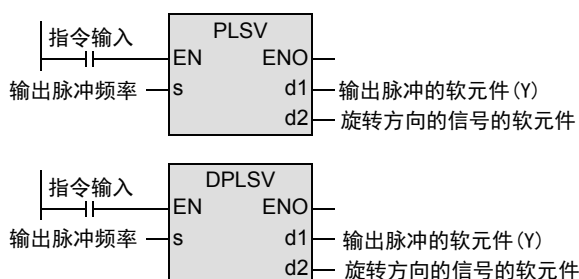 PLSV
指令输入
EN ENO
输出脉冲频率 s d1 输出脉冲的软元件(Y)
d2 旋转方向的信号的软元件
DPLSV
指令输入
EN ENO
输出脉冲频率 s d1 输出脉冲的软元件(Y)
d2 旋转方向的信号的软元件